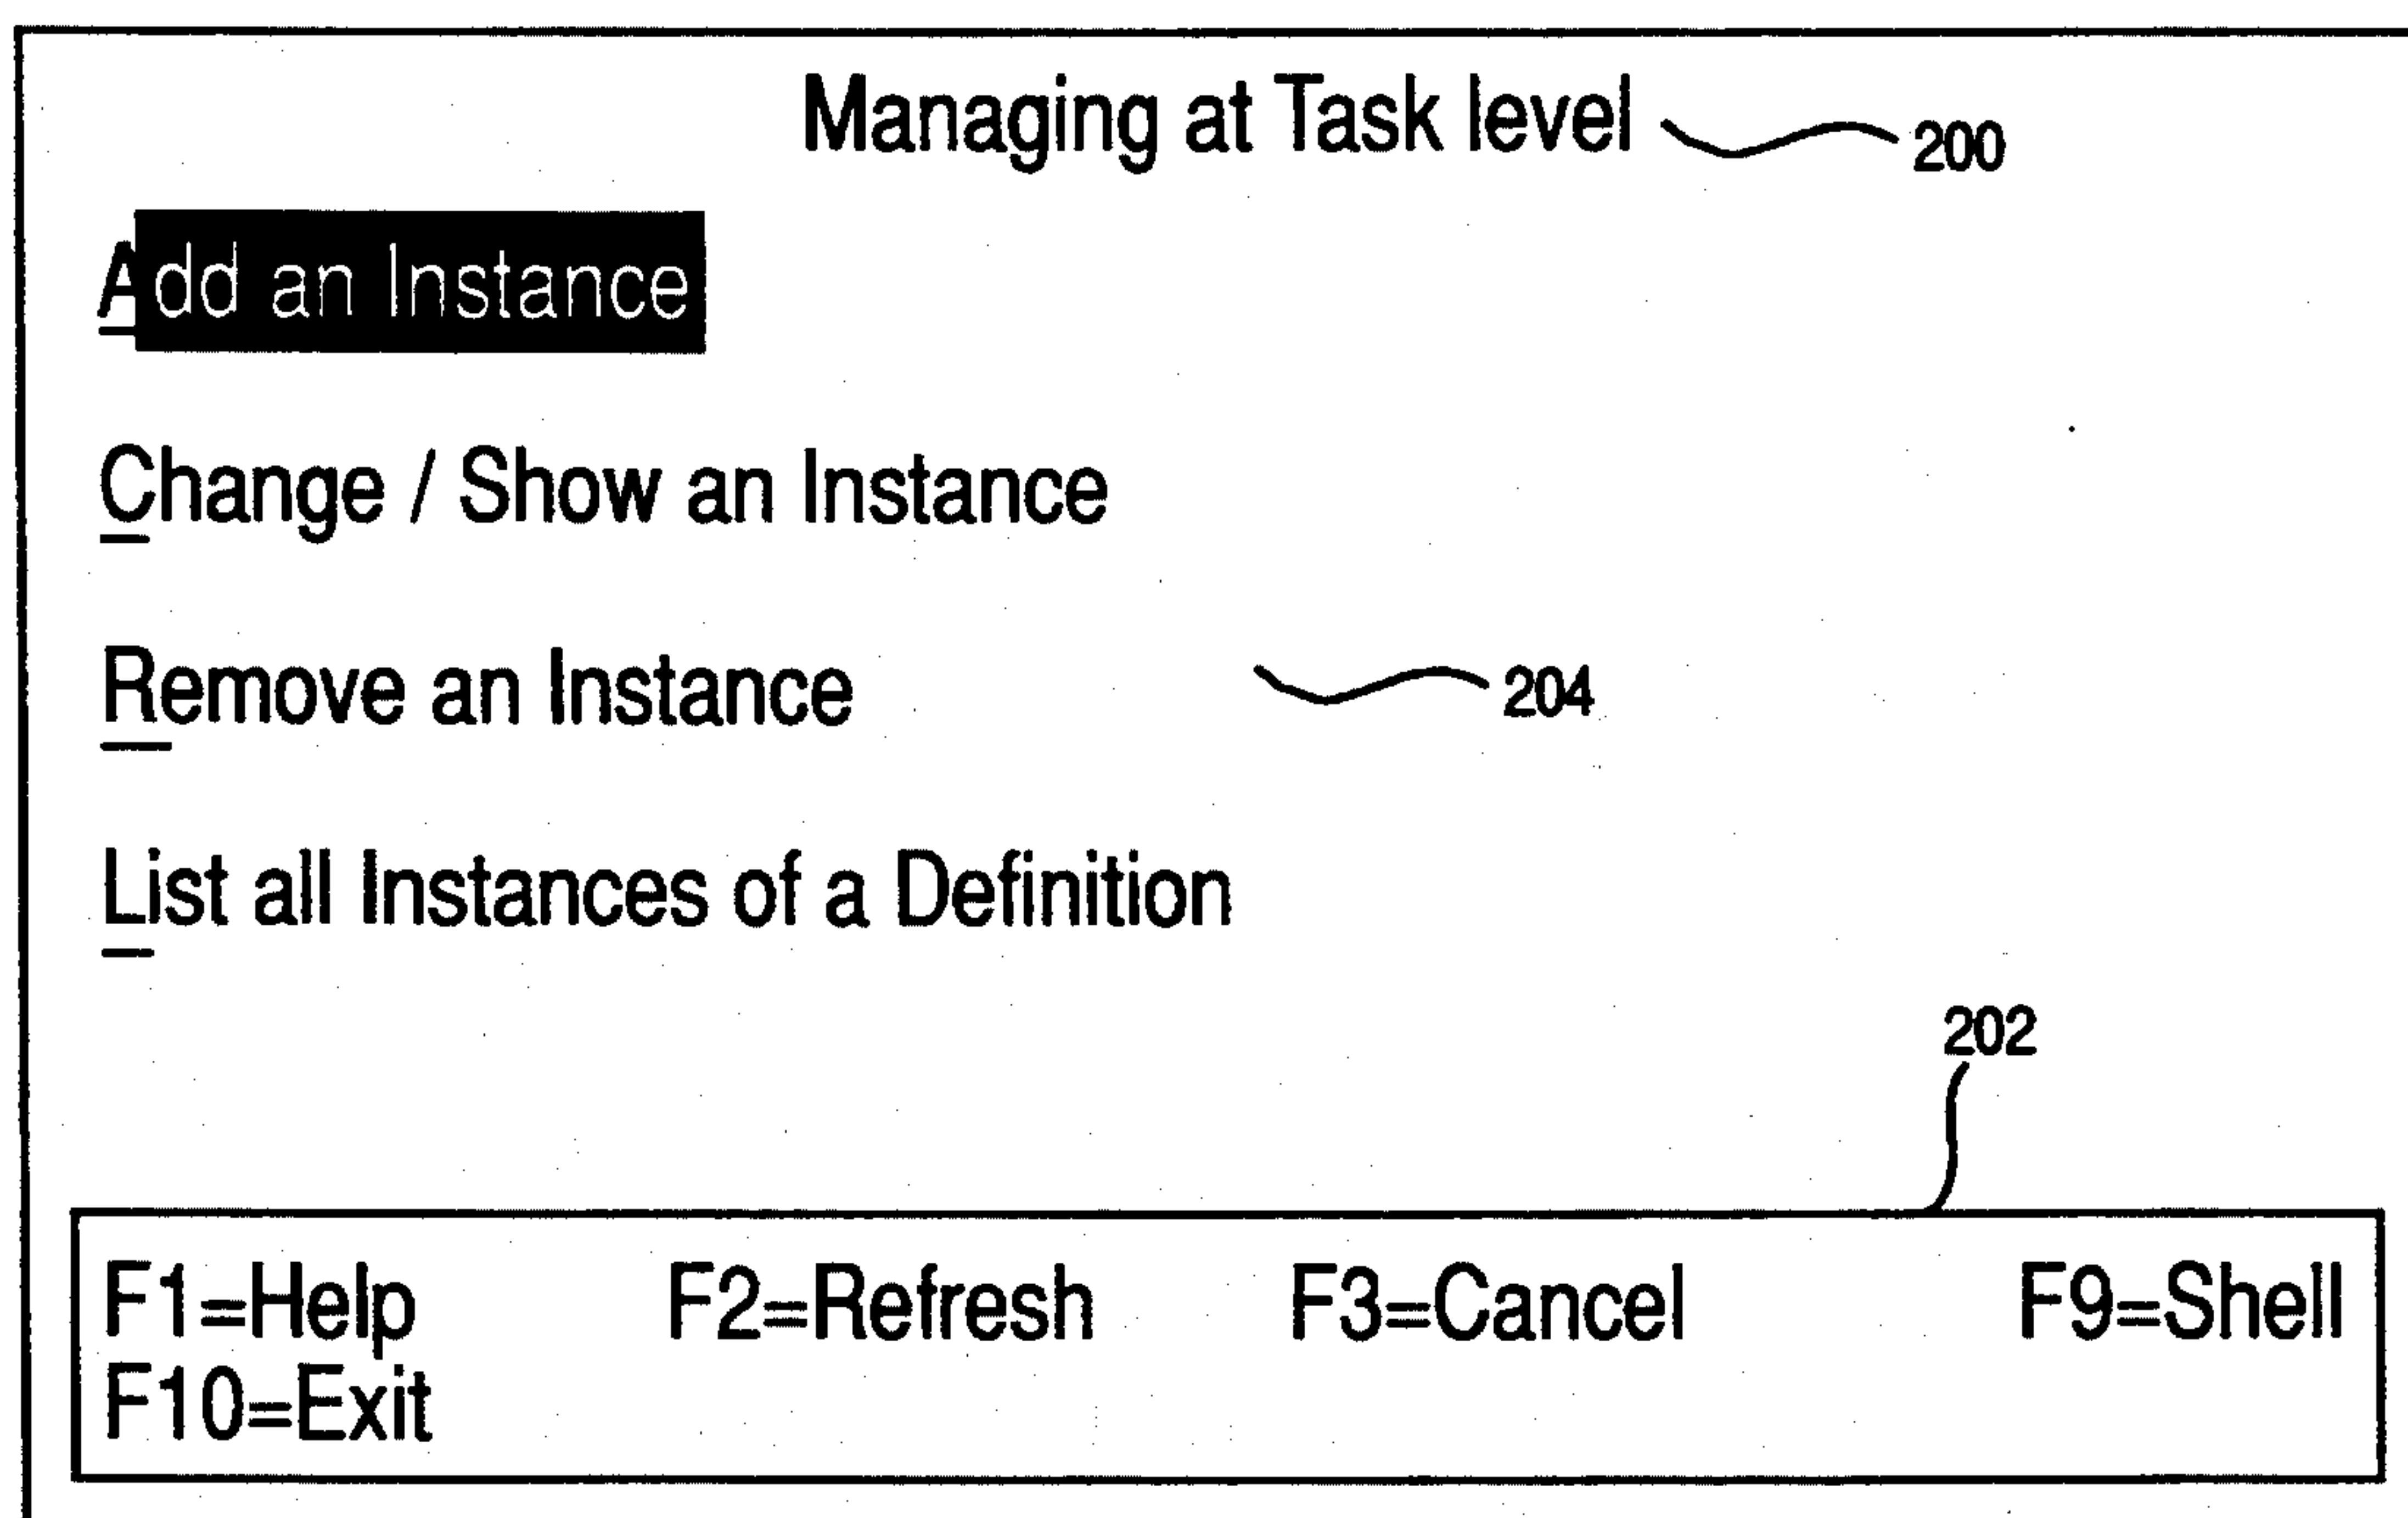 Managing at Task level 200
Add an Instance
Change / Show an Instance
Remove an Instance 204
List all Instances of a Definition
202
F1=Help F2=Refresh F3=Cancel F9=Shell
F10=Exit